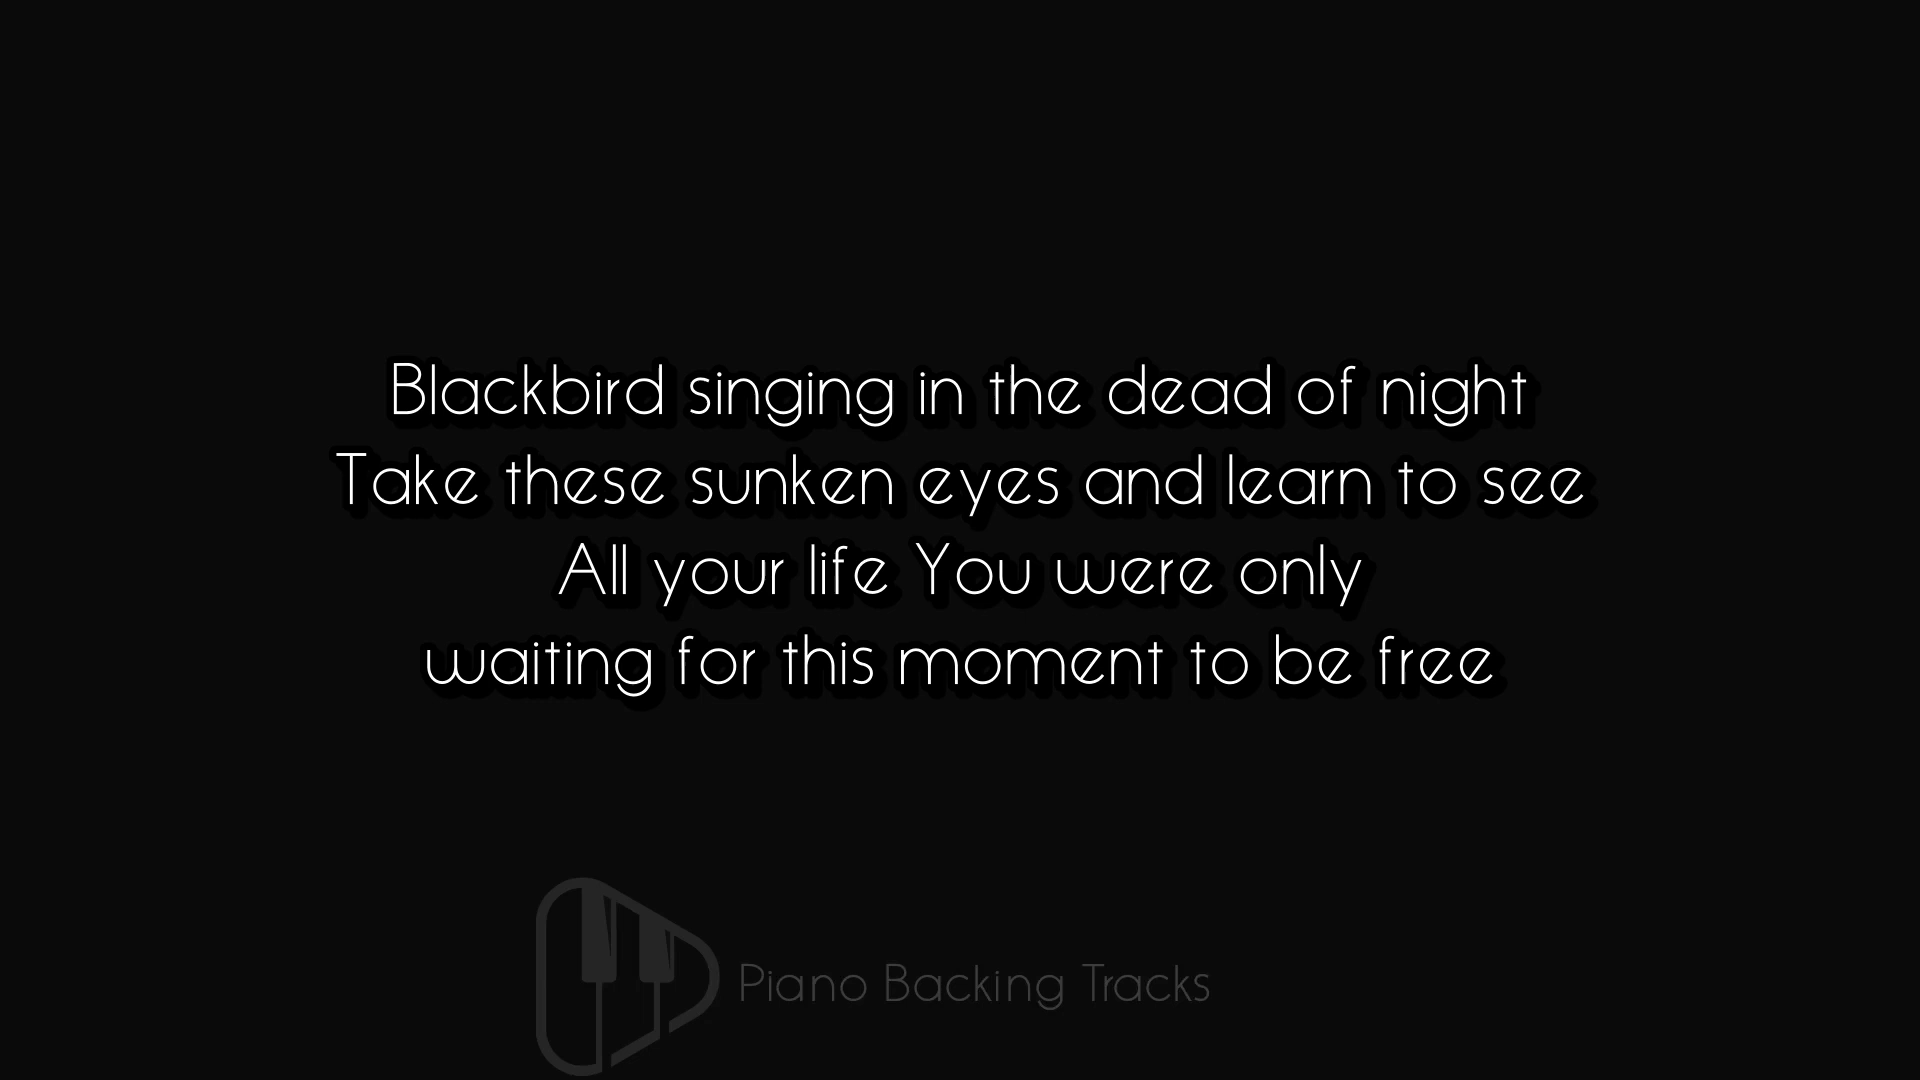 Blackbird singing in the dead of night
Take these sunken eyes and learn to see
All your life You were only
waiting for this moment to be free
Piano Backing Tracks